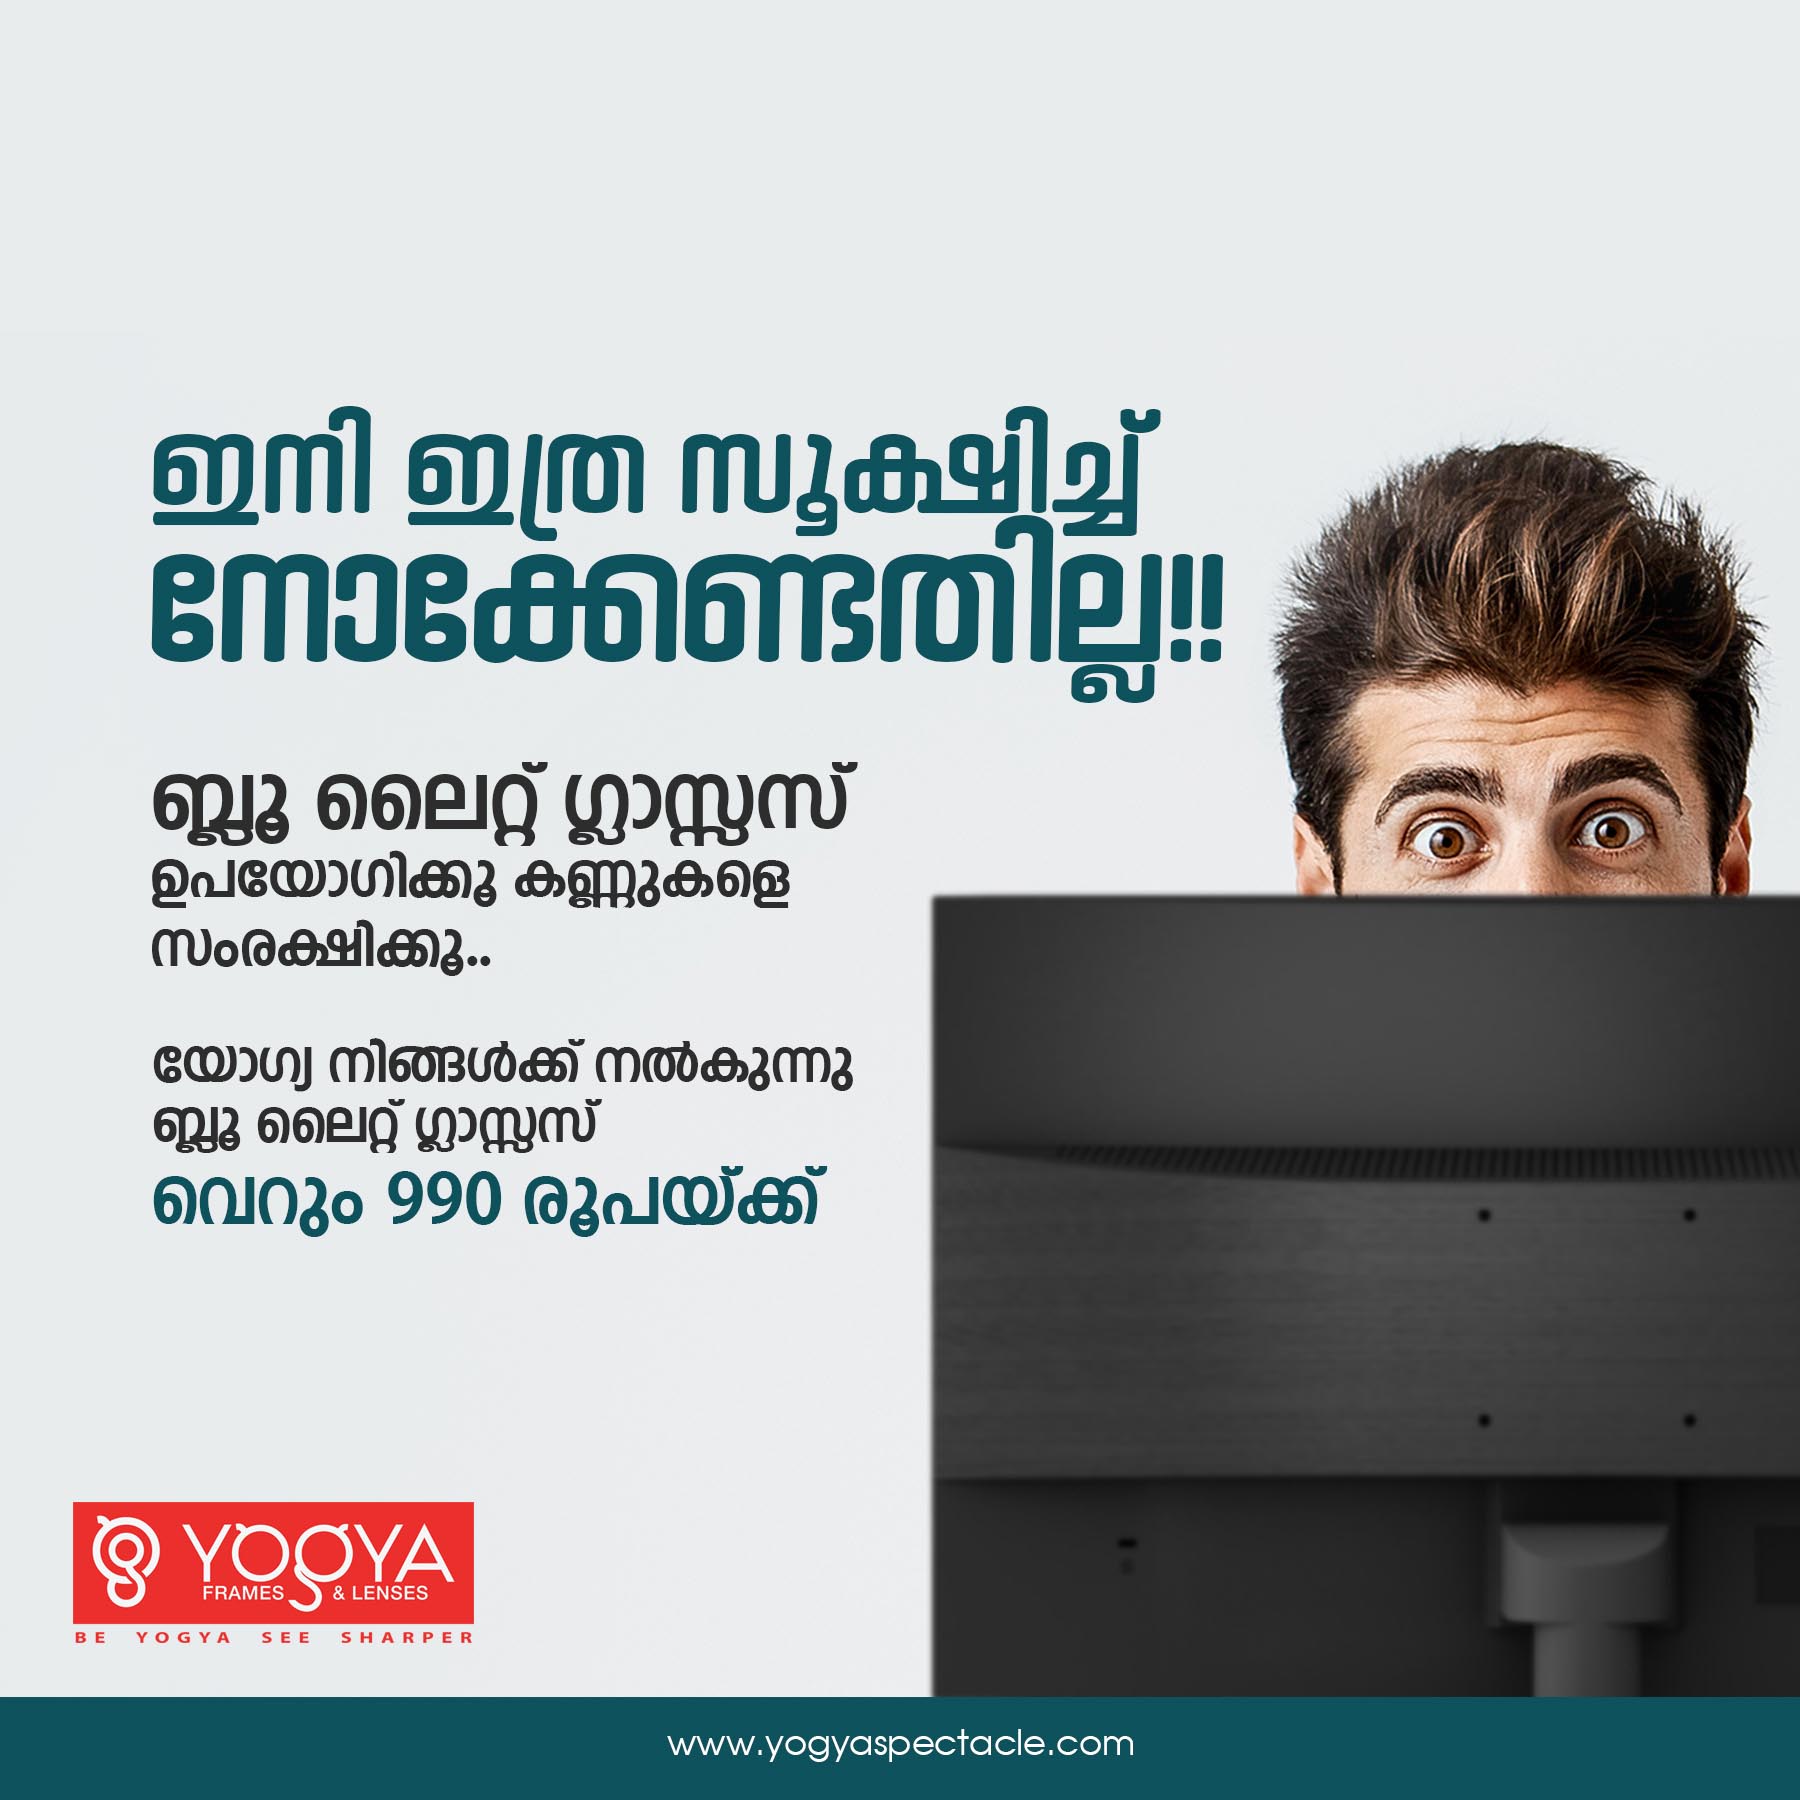 ഇനി ഇത്ര സൂക്ഷിച്ച്
നോക്കേണ്ടതില്ല!!
ബ്ലൂ ലൈറ്റ് ഗ്ലാസ്സസ്
ഉപയോഗിക്കൂ കണ്ണുകളെ
സംരക്ഷിക്കൂ..
യോഗ്യ നിങ്ങൾക്ക് നൽകുന്നു
ബ്ലൂ ലൈറ്റ് ഗ്ലാസ്സസ്
വെറും 990 രൂപയ്ക്ക്
YOGYA
FRAMES & LENSES
BE YOGYA SEE SHARPER
www.yogyaspectacle.com